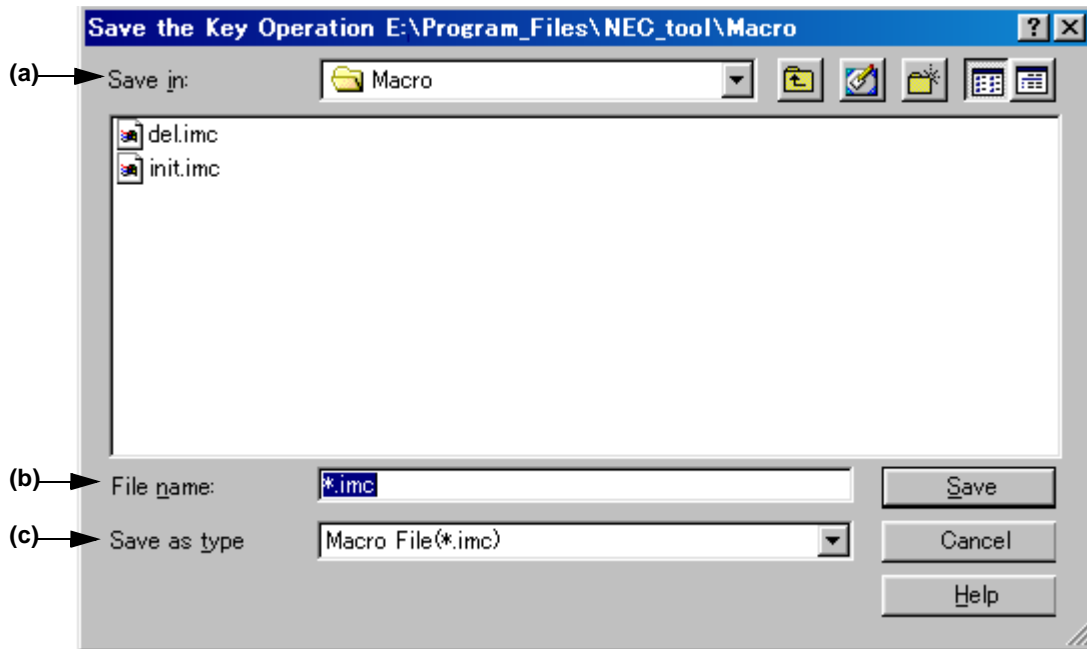 Save the Key Operation E:\Program_Files\NEC_tool\Macro
(a) Save in: Macro
del.imc
init.imc
(b) File name: *.imc Save
(c) Save as type Macro File(*.imc) Cancel
Help